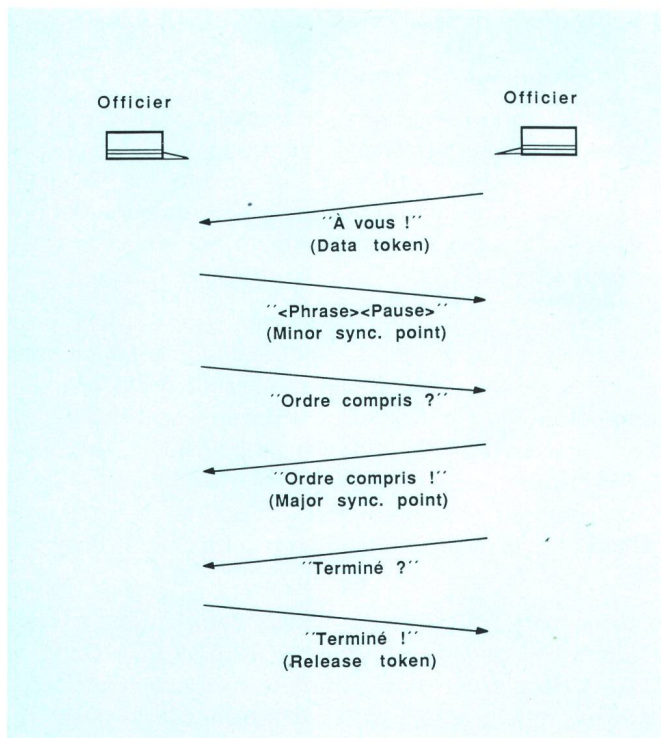 Officier
Officier
´´À vous !´´
(Data token)
´´<Phrase><Pause>´´
(Minor sync. point)
´´Ordre compris ?´´
´´Ordre compris !´´
(Major sync. point)
´´Terminé ?´´
´´Terminé !´´
(Release token)